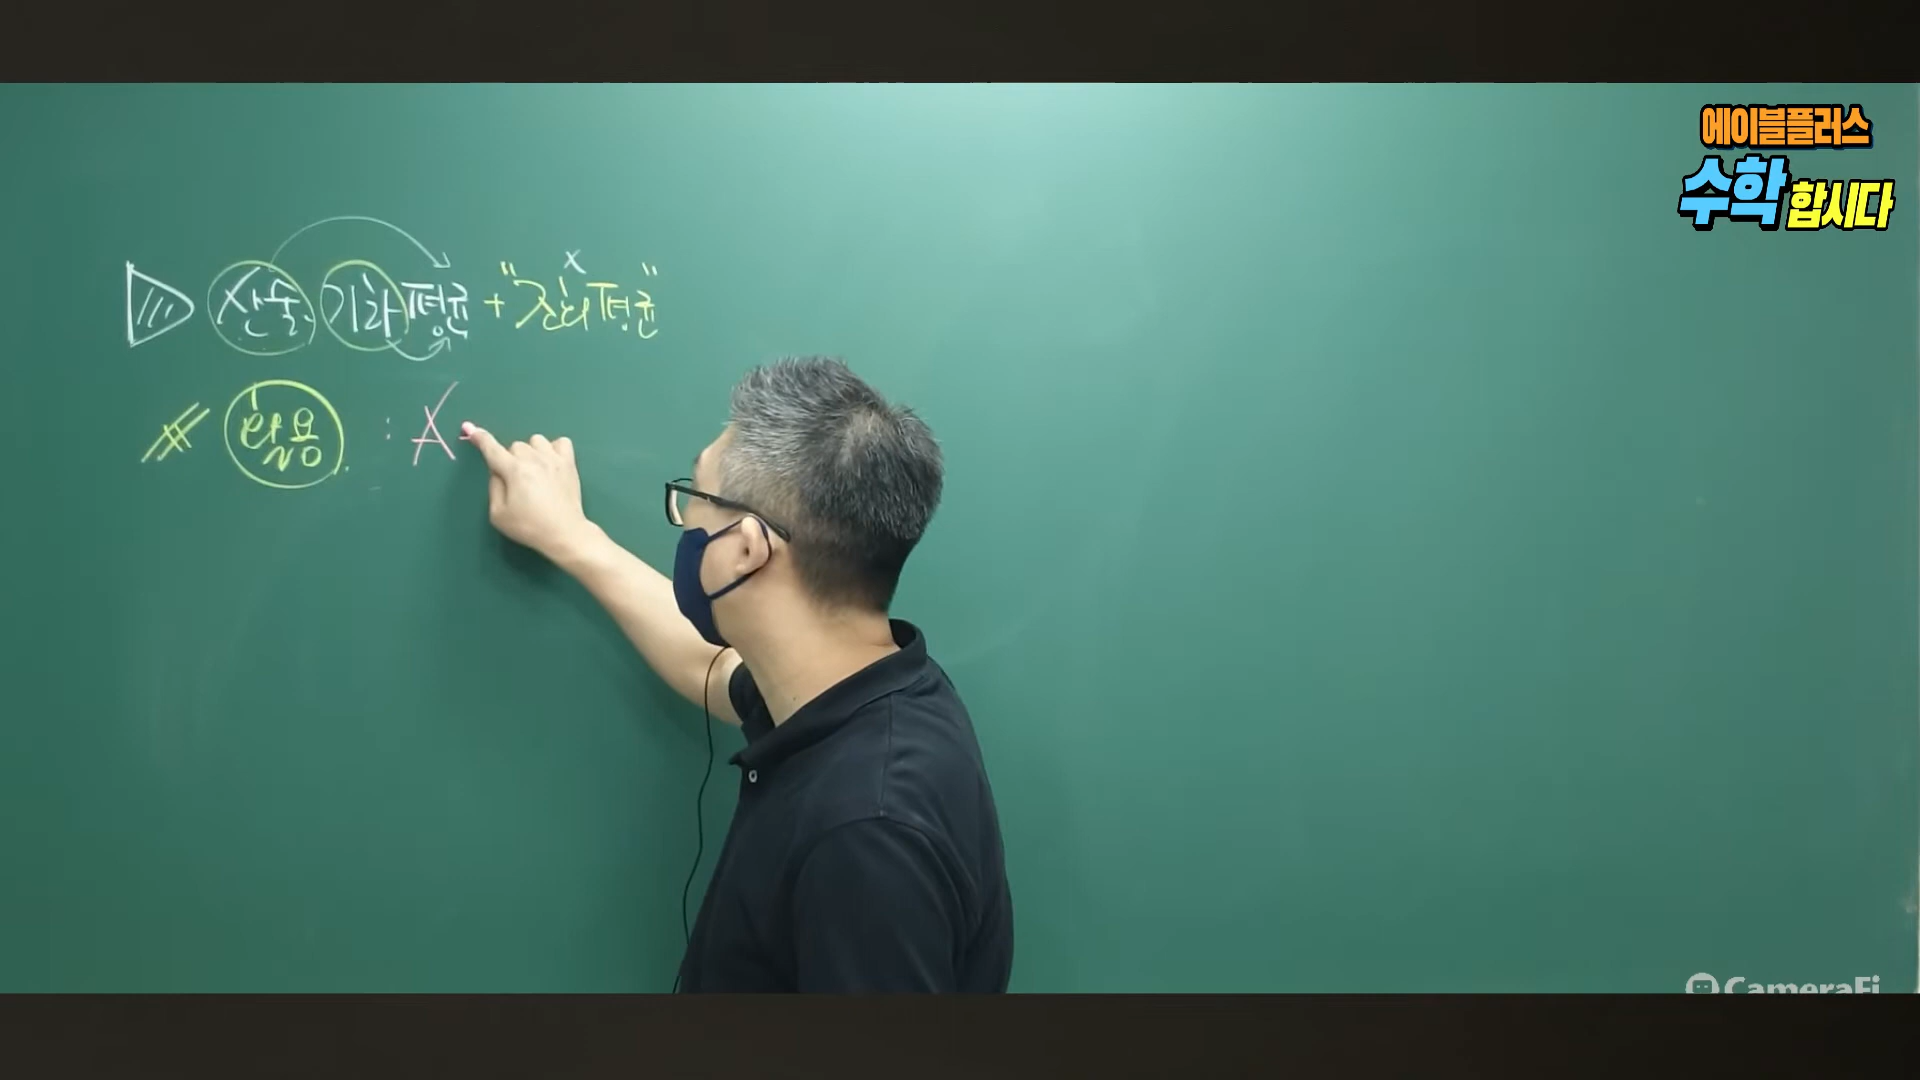 에이블플러스
수학 합시다
산술 기하 평균 + "조화평균"
x
활용 : A
CameraFi